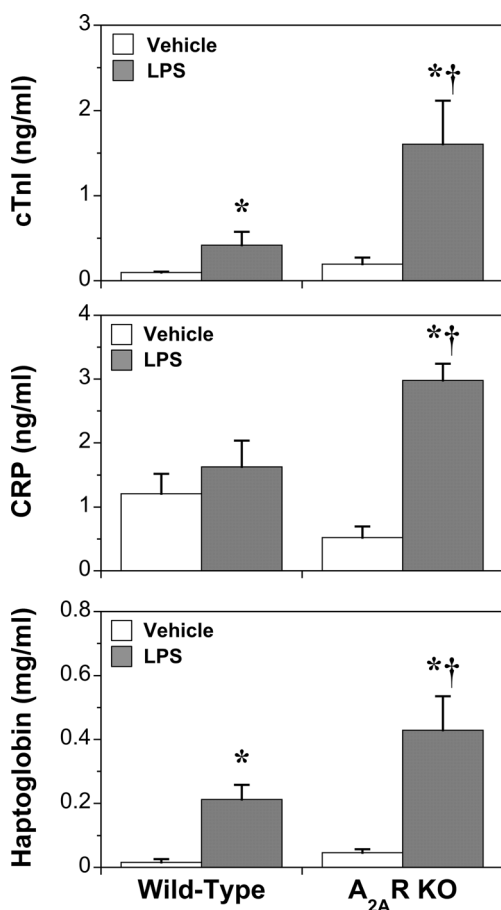 cTnI (ng/ml)
3
2
1
0
Vehicle
LPS
*
*†
CRP (ng/ml)
4
3
2
1
0
Vehicle
LPS
*†
Haptoglobin (mg/ml)
0.8
0.6
0.4
0.2
0
Vehicle
LPS
*
*†
Wild-Type
A2AR KO